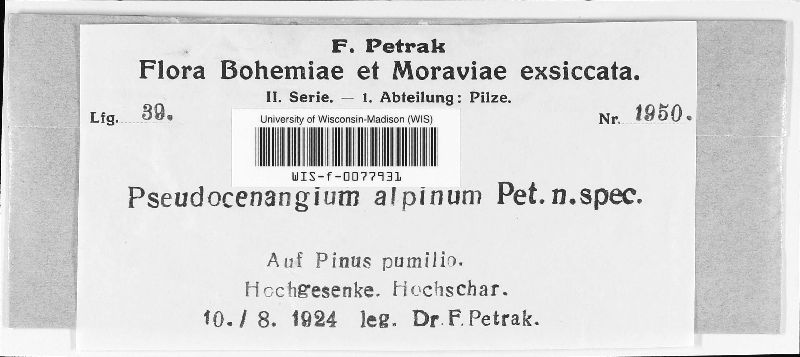 F. Petrak
Flora Bohemiae et Moraviae exsiccata.
II. Serie. — 1. Abteilung: Pilze.
Lfg. 39. Nr. 1950.
University of Wisconsin-Madison (WIS)
WIS-f-0077931
Pseudocenangium alpinum Pet. n. spec.
Auf Pinus pumilio.
Hochgesenke. Hochschar.
10. / 8. 1924 leg. Dr. F. Petrak.